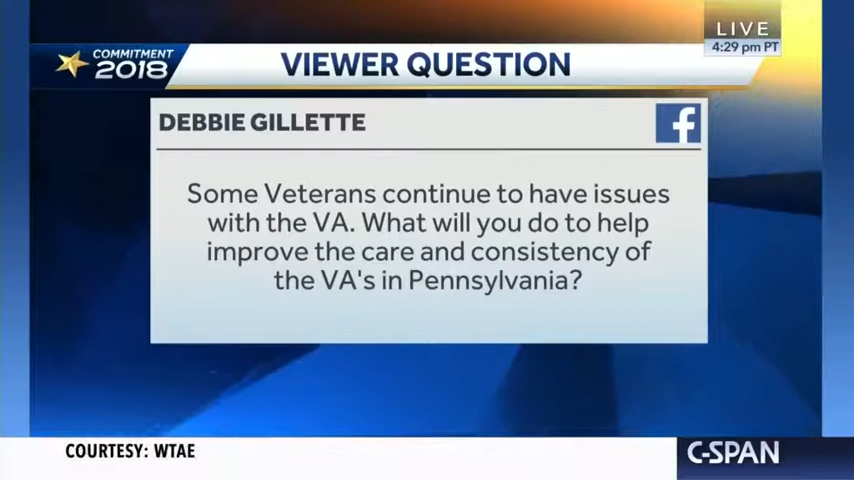 LIVE
4:29 pm PT
COMMITMENT
2018
VIEWER QUESTION
DEBBIE GILLETTE
f
Some Veterans continue to have issues
with the VA. What will you do to help
improve the care and consistency of
the VA's in Pennsylvania?
COURTESY: WTAE
C-SPAN